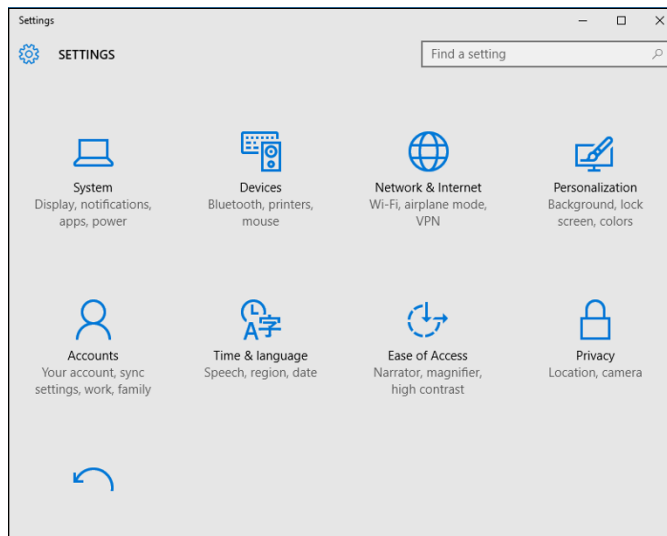 Settings
SETTINGS
Find a setting
System
Display, notifications,
apps, power
Devices
Bluetooth, printers,
mouse
Network & Internet
Wi-Fi, airplane mode,
VPN
Personalization
Background, lock
screen, colors
Accounts
Your account, sync
settings, work, family
Time & language
Speech, region, date
Ease of Access
Narrator, magnifier,
high contrast
Privacy
Location, camera